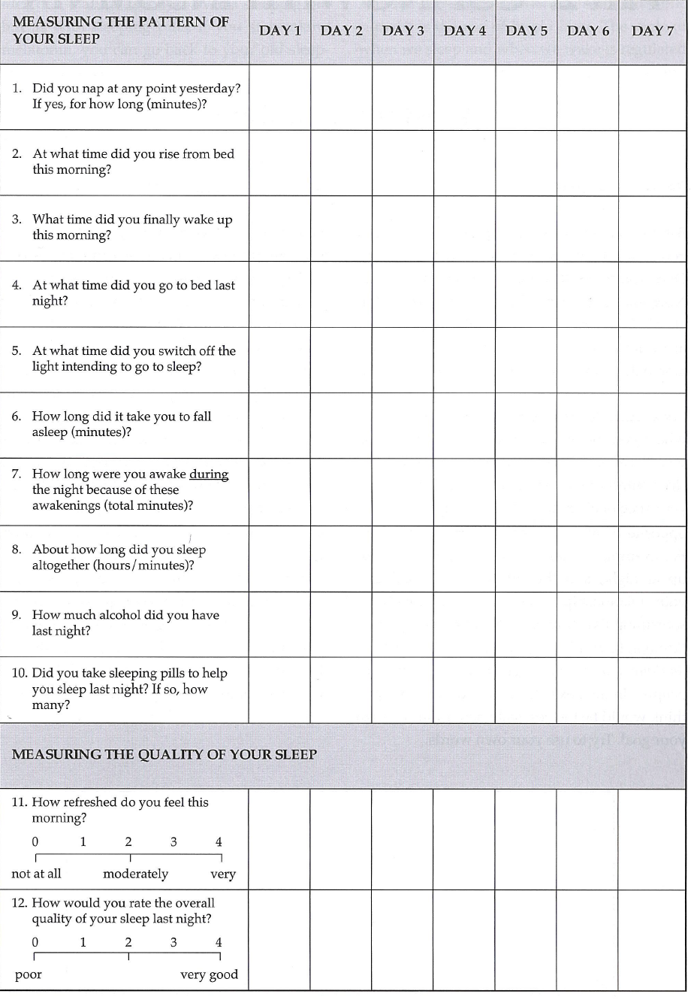 MEASURING THE PATTERN OF
YOUR SLEEP
DAY 1 DAY 2 DAY 3 DAY 4 DAY 5 DAY 6 DAY 7
1. Did you nap at any point yesterday?
If yes, for how long (minutes)?
2. At what time did you rise from bed
this morning?
3. What time did you finally wake up
this morning?
4. At what time did you go to bed last
night?
5. At what time did you switch off the
light intending to go to sleep?
6. How long did it take you to fall
asleep (minutes)?
7. How long were you awake during
the night because of these
awakenings (total minutes)?
8. About how long did you sleep
altogether (hours/minutes)?
9. How much alcohol did you have
last night?
10. Did you take sleeping pills to help
you sleep last night? If so, how
many?
MEASURING THE QUALITY OF YOUR SLEEP
11. How refreshed do you feel this
morning?
0 1 2 3 4
not at all moderately very
12. How would you rate the overall
quality of your sleep last night?
0 1 2 3 4
poor very good